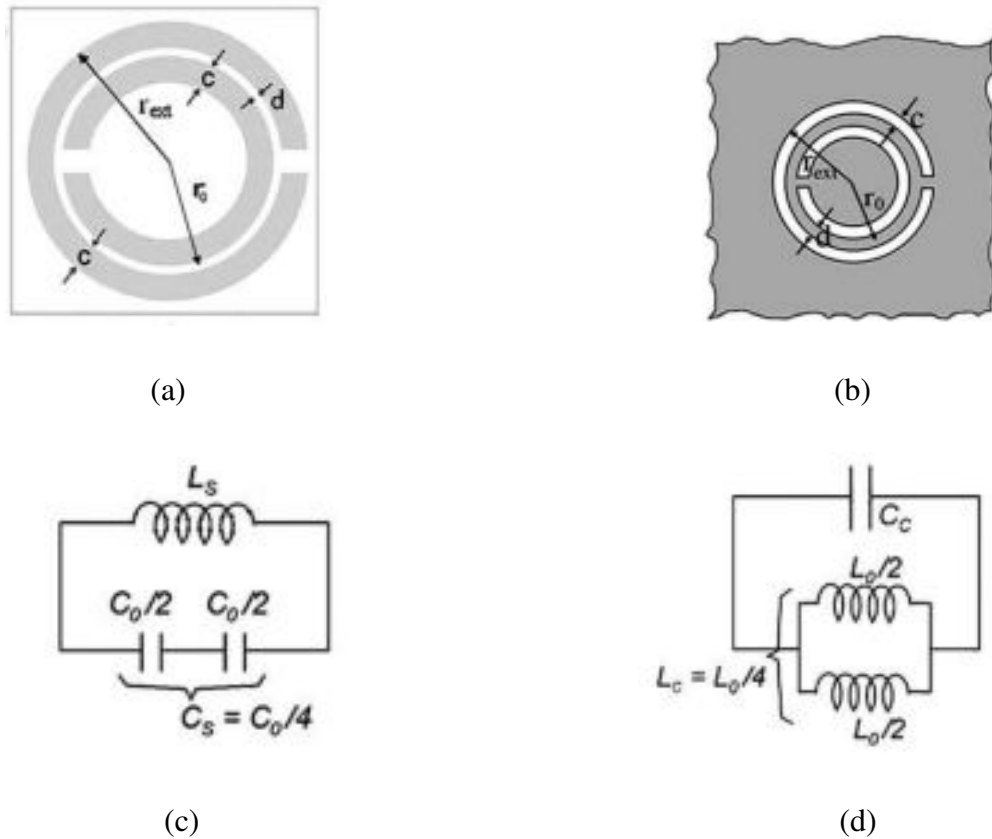 r_ext
c
d
r_0
c
(a)
c
r_ext
r_0
d
(b)
L_S
C_0/2 C_0/2
C_S = C_0/4
(c)
C_C
L_0/2
L_C = L_0/4
L_0/2
(d)